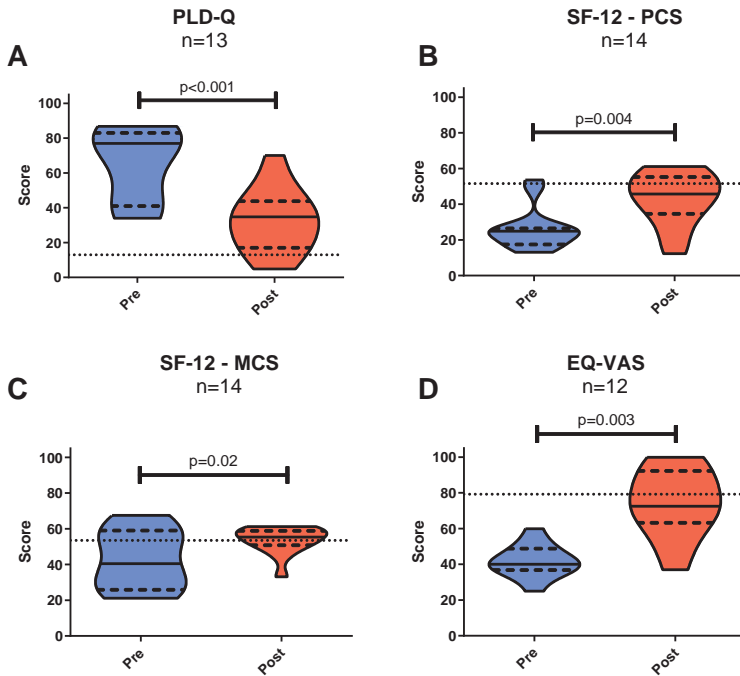 PLD-Q
n=13
A
p<0.001
100
80
60
40
20
0
Score
Pre
Post
SF-12 - PCS
n=14
B
p=0.004
100
80
60
40
20
0
Score
Pre
Post
SF-12 - MCS
n=14
C
p=0.02
100
80
60
40
20
0
Score
Pre
Post
EQ-VAS
n=12
D
p=0.003
100
80
60
40
20
0
Score
Pre
Post